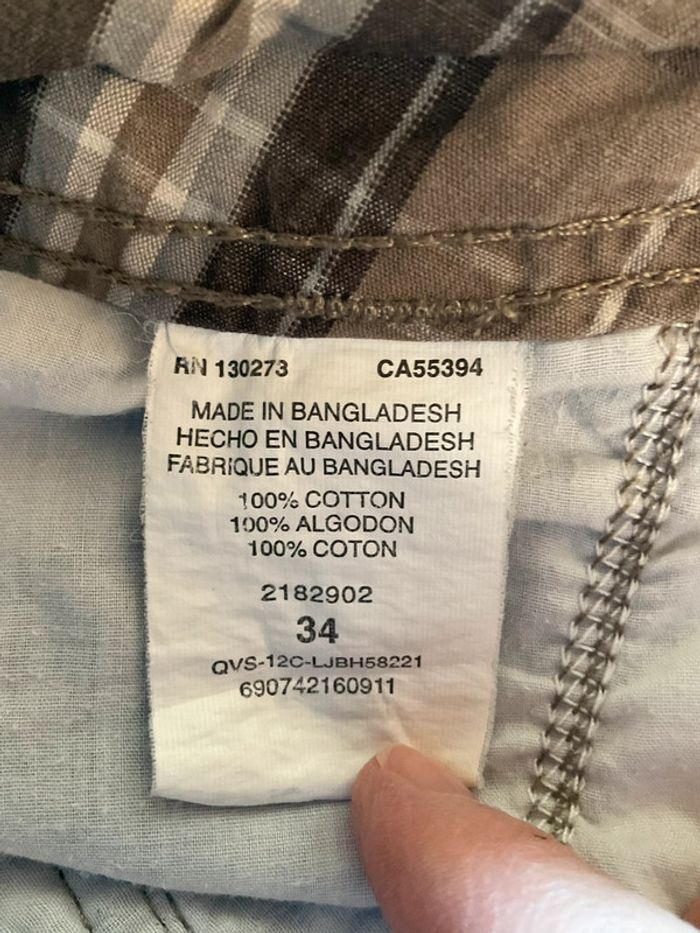 RN 130273 CA55394
MADE IN BANGLADESH
HECHO EN BANGLADESH
FABRIQUE AU BANGLADESH
100% COTTON
100% ALGODON
100% COTON
2182902
34
QVS-12C-LJBH58221
690742160911